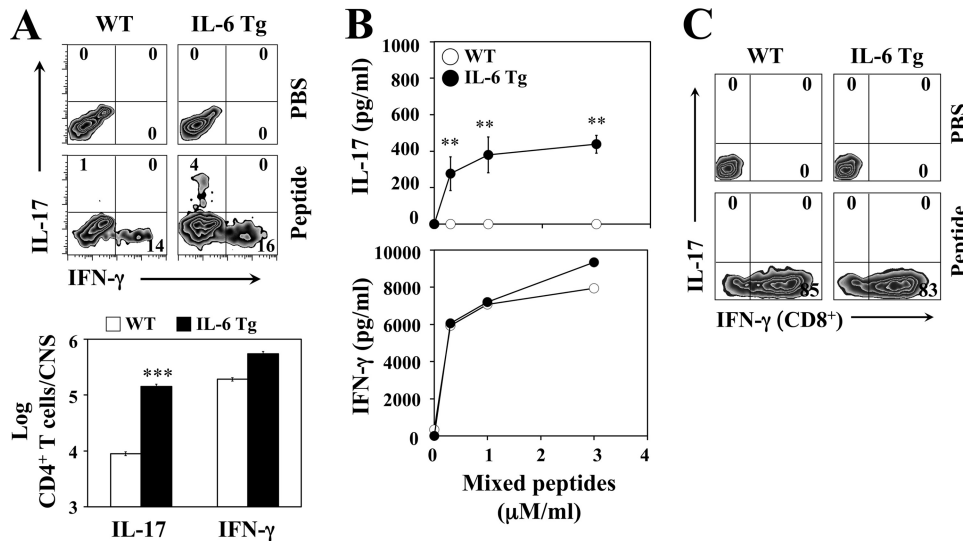 A
WT
IL-6 Tg
0
0
0
0
0
0
PBS
1
0
4
0
14
16
Peptide
IL-17
IFN-γ
WT
IL-6 Tg
Log
CD4⁺ T cells/CNS
6
5
4
3
***
IL-17
IFN-γ
B
WT
IL-6 Tg
IL-17 (pg/ml)
1000
800
600
400
200
0
**
**
**
IFN-γ (pg/ml)
10000
8000
6000
4000
2000
0
0
1
2
3
4
Mixed peptides
(μM/ml)
C
WT
IL-6 Tg
0
0
0
0
0
0
PBS
0
0
0
0
85
83
Peptide
IL-17
IFN-γ (CD8⁺)